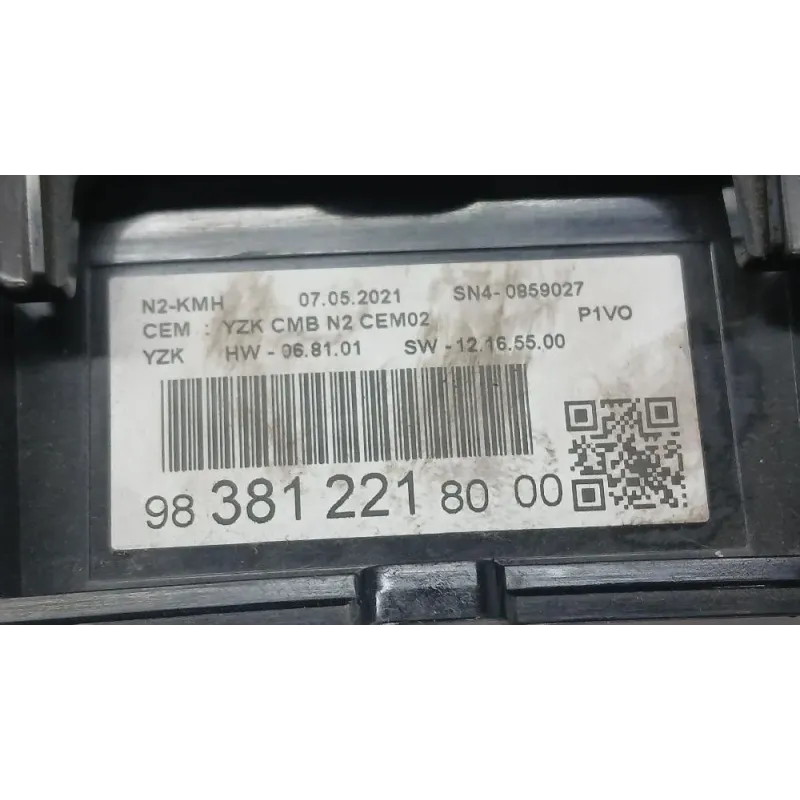 N2-KMH 07.05.2021 SN4-0859027
CEM : YZK CMB N2 CEM02 P1VO
YZK HW - 06.81.01 SW - 12.16.55.00
98 381 221 80 00